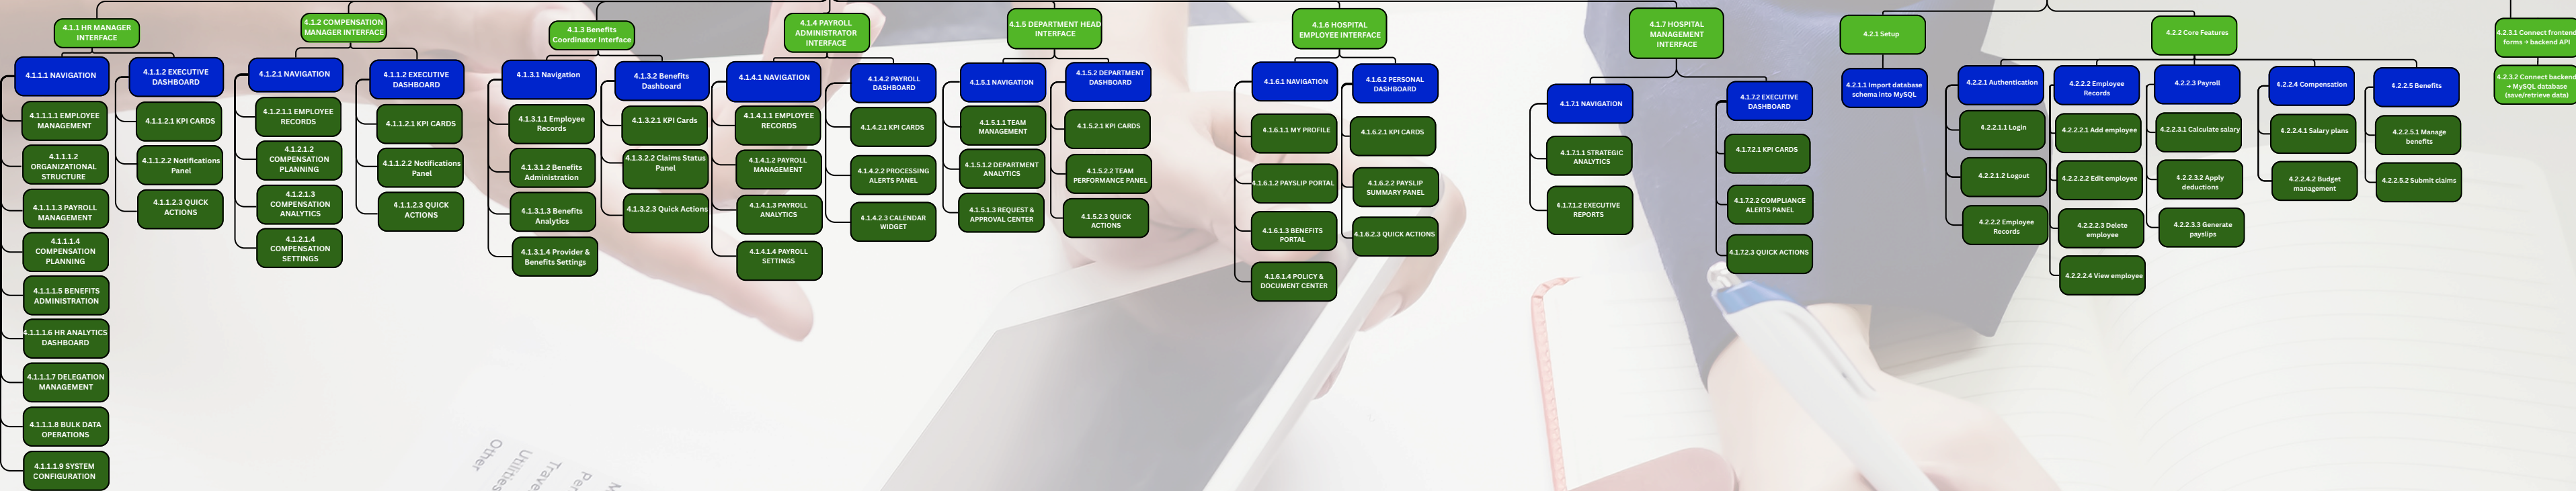 4.1.1 HR MANAGER
INTERFACE
4.1.1.1 NAVIGATION
4.1.1.1.1 EMPLOYEE
MANAGEMENT
4.1.1.1.2
ORGANIZATIONAL
STRUCTURE
4.1.1.1.3 PAYROLL
MANAGEMENT
4.1.1.1.4
COMPENSATION
PLANNING
4.1.1.1.5 BENEFITS
ADMINISTRATION
4.1.1.1.6 HR ANALYTICS
DASHBOARD
4.1.1.1.7 DELEGATION
MANAGEMENT
4.1.1.1.8 BULK DATA
OPERATIONS
4.1.1.1.9 SYSTEM
CONFIGURATION
4.1.1.2 EXECUTIVE
DASHBOARD
4.1.1.2.1 KPI CARDS
4.1.1.2.2 Notifications
Panel
4.1.1.2.3 QUICK
ACTIONS
4.1.2 COMPENSATION
MANAGER INTERFACE
4.1.2.1 NAVIGATION
4.1.2.1.1 EMPLOYEE
RECORDS
4.1.2.1.2
COMPENSATION
PLANNING
4.1.2.1.3
COMPENSATION
ANALYTICS
4.1.2.1.4
COMPENSATION
SETTINGS
4.1.1.2 EXECUTIVE
DASHBOARD
4.1.1.2.1 KPI CARDS
4.1.1.2.2 Notifications
Panel
4.1.1.2.3 QUICK
ACTIONS
4.1.3 Benefits
Coordinator Interface
4.1.3.1 Navigation
4.1.3.1.1 Employee
Records
4.1.3.1.2 Benefits
Administration
4.1.3.1.3 Benefits
Analytics
4.1.3.1.4 Provider &
Benefits Settings
4.1.3.2 Benefits
Dashboard
4.1.3.2.1 KPI Cards
4.1.3.2.2 Claims Status
Panel
4.1.3.2.3 Quick Actions
4.1.4 PAYROLL
ADMINISTRATOR
INTERFACE
4.1.4.1 NAVIGATION
4.1.4.1.1 EMPLOYEE
RECORDS
4.1.4.1.2 PAYROLL
MANAGEMENT
4.1.4.1.3 PAYROLL
ANALYTICS
4.1.4.1.4 PAYROLL
SETTINGS
4.1.4.2 PAYROLL
DASHBOARD
4.1.4.2.1 KPI CARDS
4.1.4.2.2 PROCESSING
ALERTS PANEL
4.1.4.2.3 CALENDAR
WIDGET
4.1.5 DEPARTMENT HEAD
INTERFACE
4.1.5.1 NAVIGATION
4.1.5.1.1 TEAM
MANAGEMENT
4.1.5.1.2 DEPARTMENT
ANALYTICS
4.1.5.1.3 REQUEST &
APPROVAL CENTER
4.1.5.2 DEPARTMENT
DASHBOARD
4.1.5.2.1 KPI CARDS
4.1.5.2.2 TEAM
PERFORMANCE PANEL
4.1.5.2.3 QUICK
ACTIONS
4.1.6 HOSPITAL
EMPLOYEE INTERFACE
4.1.6.1 NAVIGATION
4.1.6.1.1 MY PROFILE
4.1.6.1.2 PAYSLIP PORTAL
4.1.6.1.3 BENEFITS
PORTAL
4.1.6.1.4 POLICY &
DOCUMENT CENTER
4.1.6.2 PERSONAL
DASHBOARD
4.1.6.2.1 KPI CARDS
4.1.6.2.2 PAYSLIP
SUMMARY PANEL
4.1.6.2.3 QUICK ACTIONS
4.1.7 HOSPITAL
MANAGEMENT
INTERFACE
4.1.7.1 NAVIGATION
4.1.7.1.1 STRATEGIC
ANALYTICS
4.1.7.1.2 EXECUTIVE
REPORTS
4.1.7.2 EXECUTIVE
DASHBOARD
4.1.7.2.1 KPI CARDS
4.1.7.2.2 COMPLIANCE
ALERTS PANEL
4.1.7.2.3 QUICK ACTIONS
4.2.1 Setup
4.2.1.1 Import database
schema into MySQL
4.2.2 Core Features
4.2.2.1 Authentication
4.2.2.1.1 Login
4.2.2.1.2 Logout
4.2.2.2 Employee
Records
4.2.2.2 Employee
Records
4.2.2.2.1 Add employee
4.2.2.2.2 Edit employee
4.2.2.2.3 Delete
employee
4.2.2.2.4 View employee
4.2.2.3 Payroll
4.2.2.3.1 Calculate salary
4.2.2.3.2 Apply
deductions
4.2.2.3.3 Generate
payslips
4.2.2.4 Compensation
4.2.2.4.1 Salary plans
4.2.2.4.2 Budget
management
4.2.2.5 Benefits
4.2.2.5.1 Manage
benefits
4.2.2.5.2 Submit claims
4.2.3.1 Connect frontend
forms → backend API
4.2.3.2 Connect backend
→ MySQL database
(save/retrieve data)
Other
Utilities